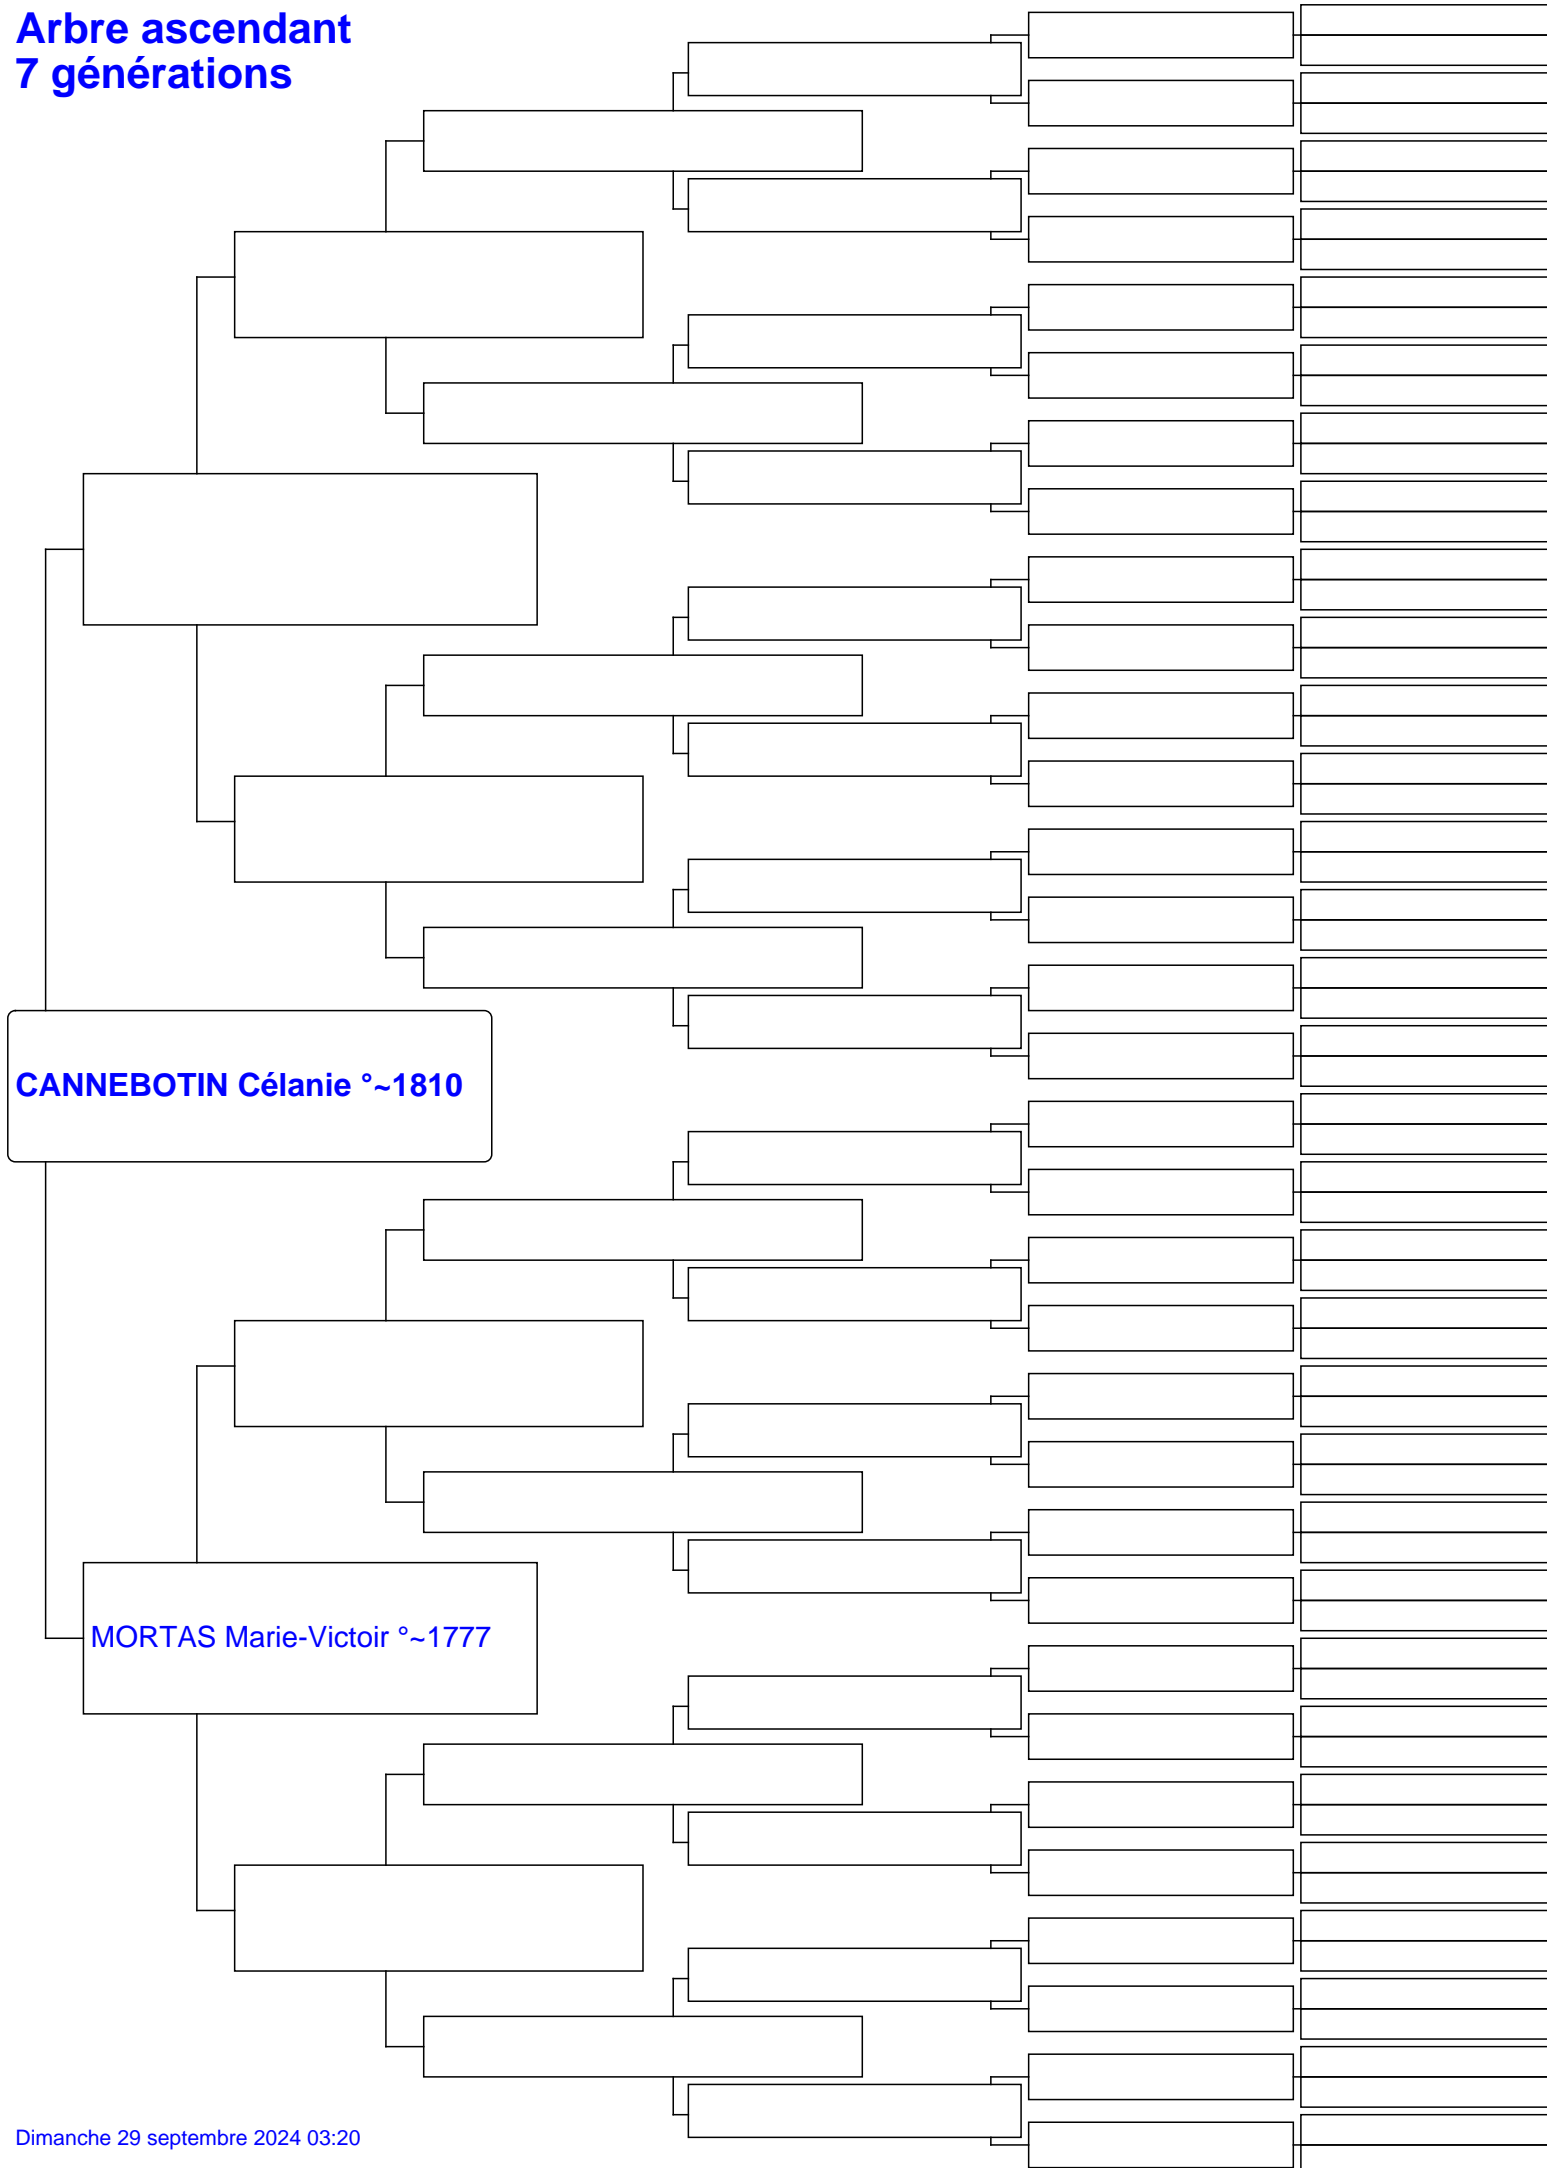 Arbre ascendant
7 générations
CANNEBOTIN Célanie °~1810
MORTAS Marie-Victoir °~1777
Dimanche 29 septembre 2024 03:20